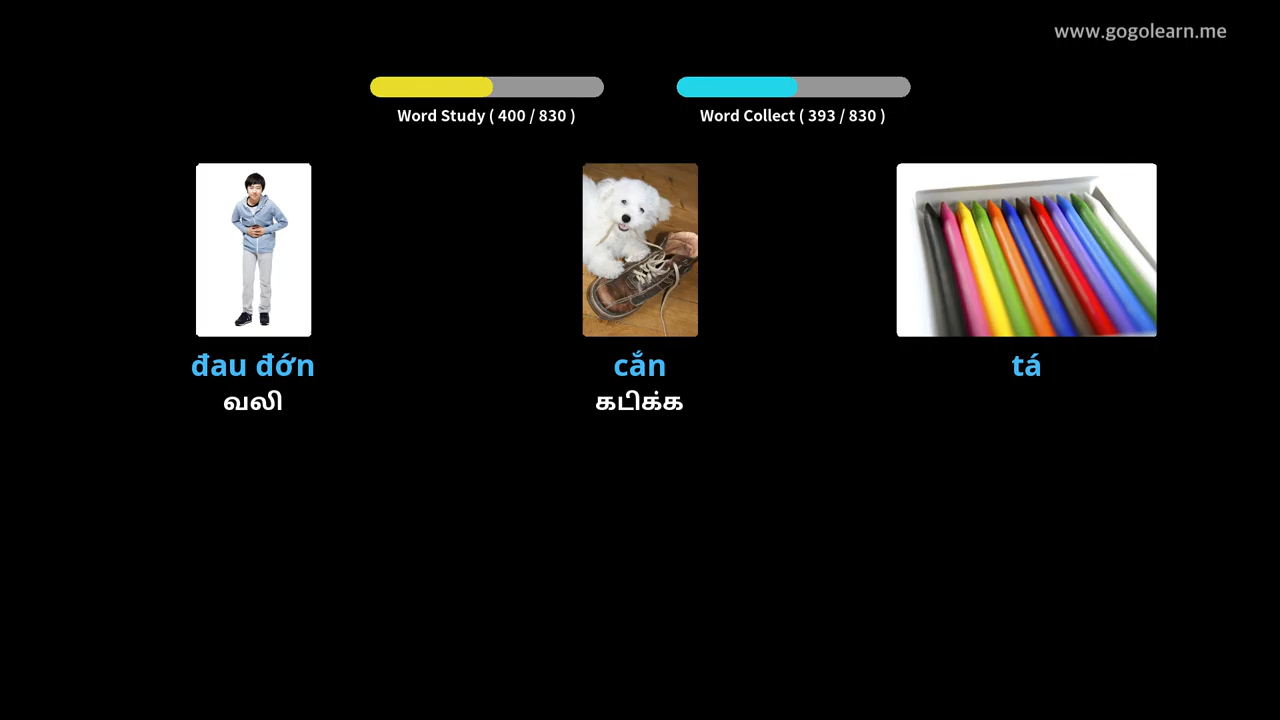 www.gogolearn.me
Word Study ( 400 / 830 )
Word Collect ( 393 / 830 )
đau đớn
வலி
cắn
கடிக்க
tá